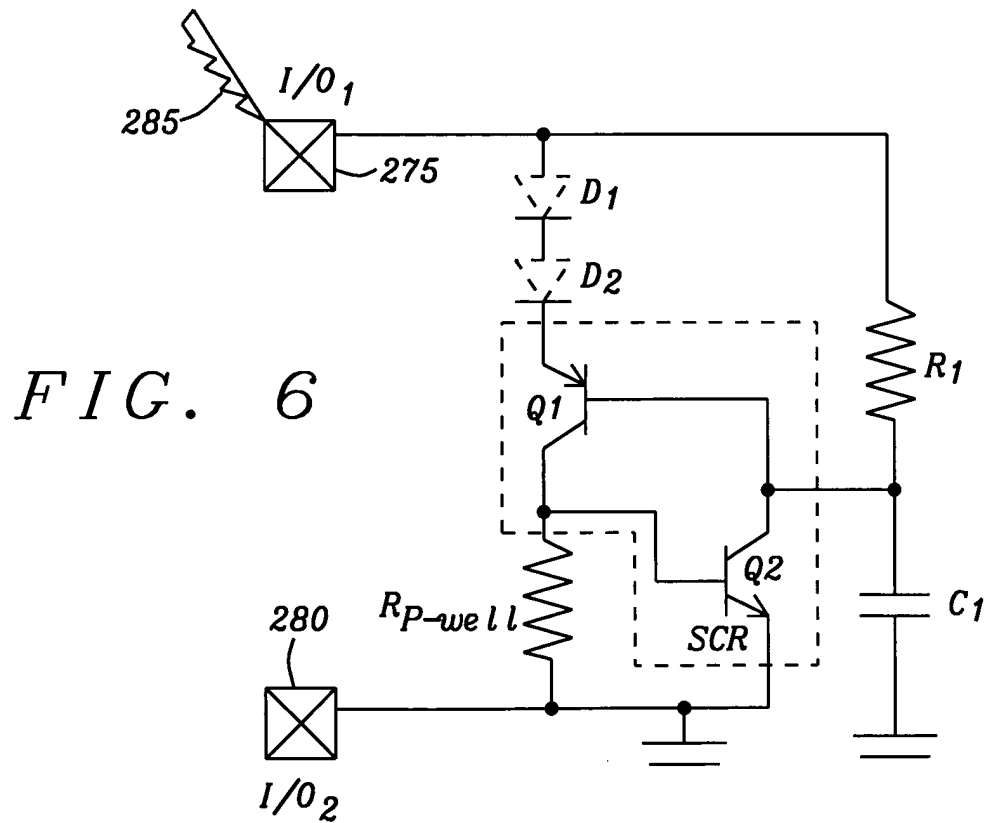 I/O1
285
275
D1
D2
FIG. 6
Q1
R1
Q2
RP-well
SCR
C1
280
I/O2